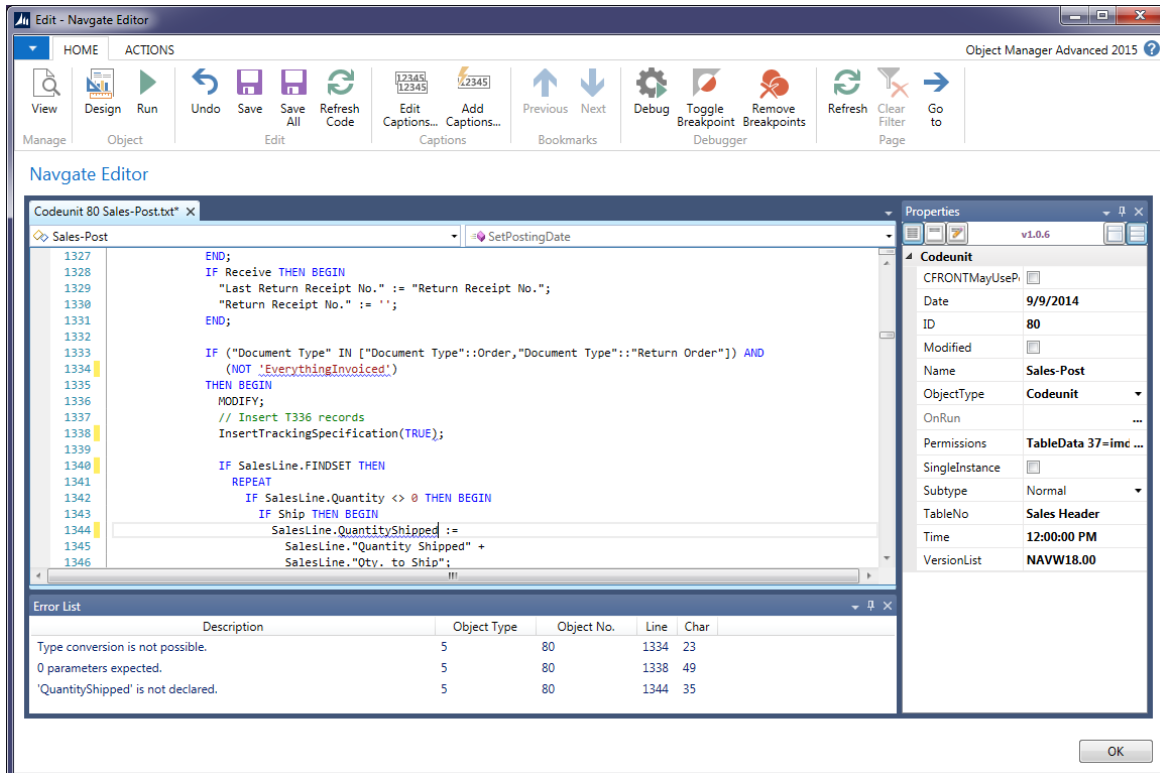 Edit - Navgate Editor
HOME ACTIONS Object Manager Advanced 2015 ?
View Design Run Undo Save Save All Refresh Code Edit Captions... Add Captions... Previous Next Debug Toggle Breakpoint Remove Breakpoints Refresh Clear Filter Go to
Manage Object Edit Captions Bookmarks Debugger Page
Navgate Editor
Codeunit 80 Sales-Post.txt*
Sales-Post SetPostingDate
1327 END;
1328 IF Receive THEN BEGIN
1329 "Last Return Receipt No." := "Return Receipt No.";
1330 "Return Receipt No." := '';
1331 END;
1332
1333 IF ("Document Type" IN ["Document Type"::Order,"Document Type"::"Return Order"]) AND
1334 (NOT 'EverythingInvoiced')
1335 THEN BEGIN
1336 MODIFY;
1337 // Insert T336 records
1338 InsertTrackingSpecification(TRUE);
1339
1340 IF SalesLine.FINDSET THEN
1341 REPEAT
1342 IF SalesLine.Quantity <> 0 THEN BEGIN
1343 IF Ship THEN BEGIN
1344 SalesLine.QuantityShipped :=
1345 SalesLine."Quantity Shipped" +
1346 SalesLine."Qty. to Ship";
Error List
Description Object Type Object No. Line Char
Type conversion is not possible. 5 80 1334 23
0 parameters expected. 5 80 1338 49
'QuantityShipped' is not declared. 5 80 1344 35
Properties
v1.0.6
Codeunit
CFRONTMayUseP
Date 9/9/2014
ID 80
Modified
Name Sales-Post
ObjectType Codeunit
OnRun ...
Permissions TableData 37=imd ...
SingleInstance
Subtype Normal
TableNo Sales Header
Time 12:00:00 PM
VersionList NAVW18.00
OK